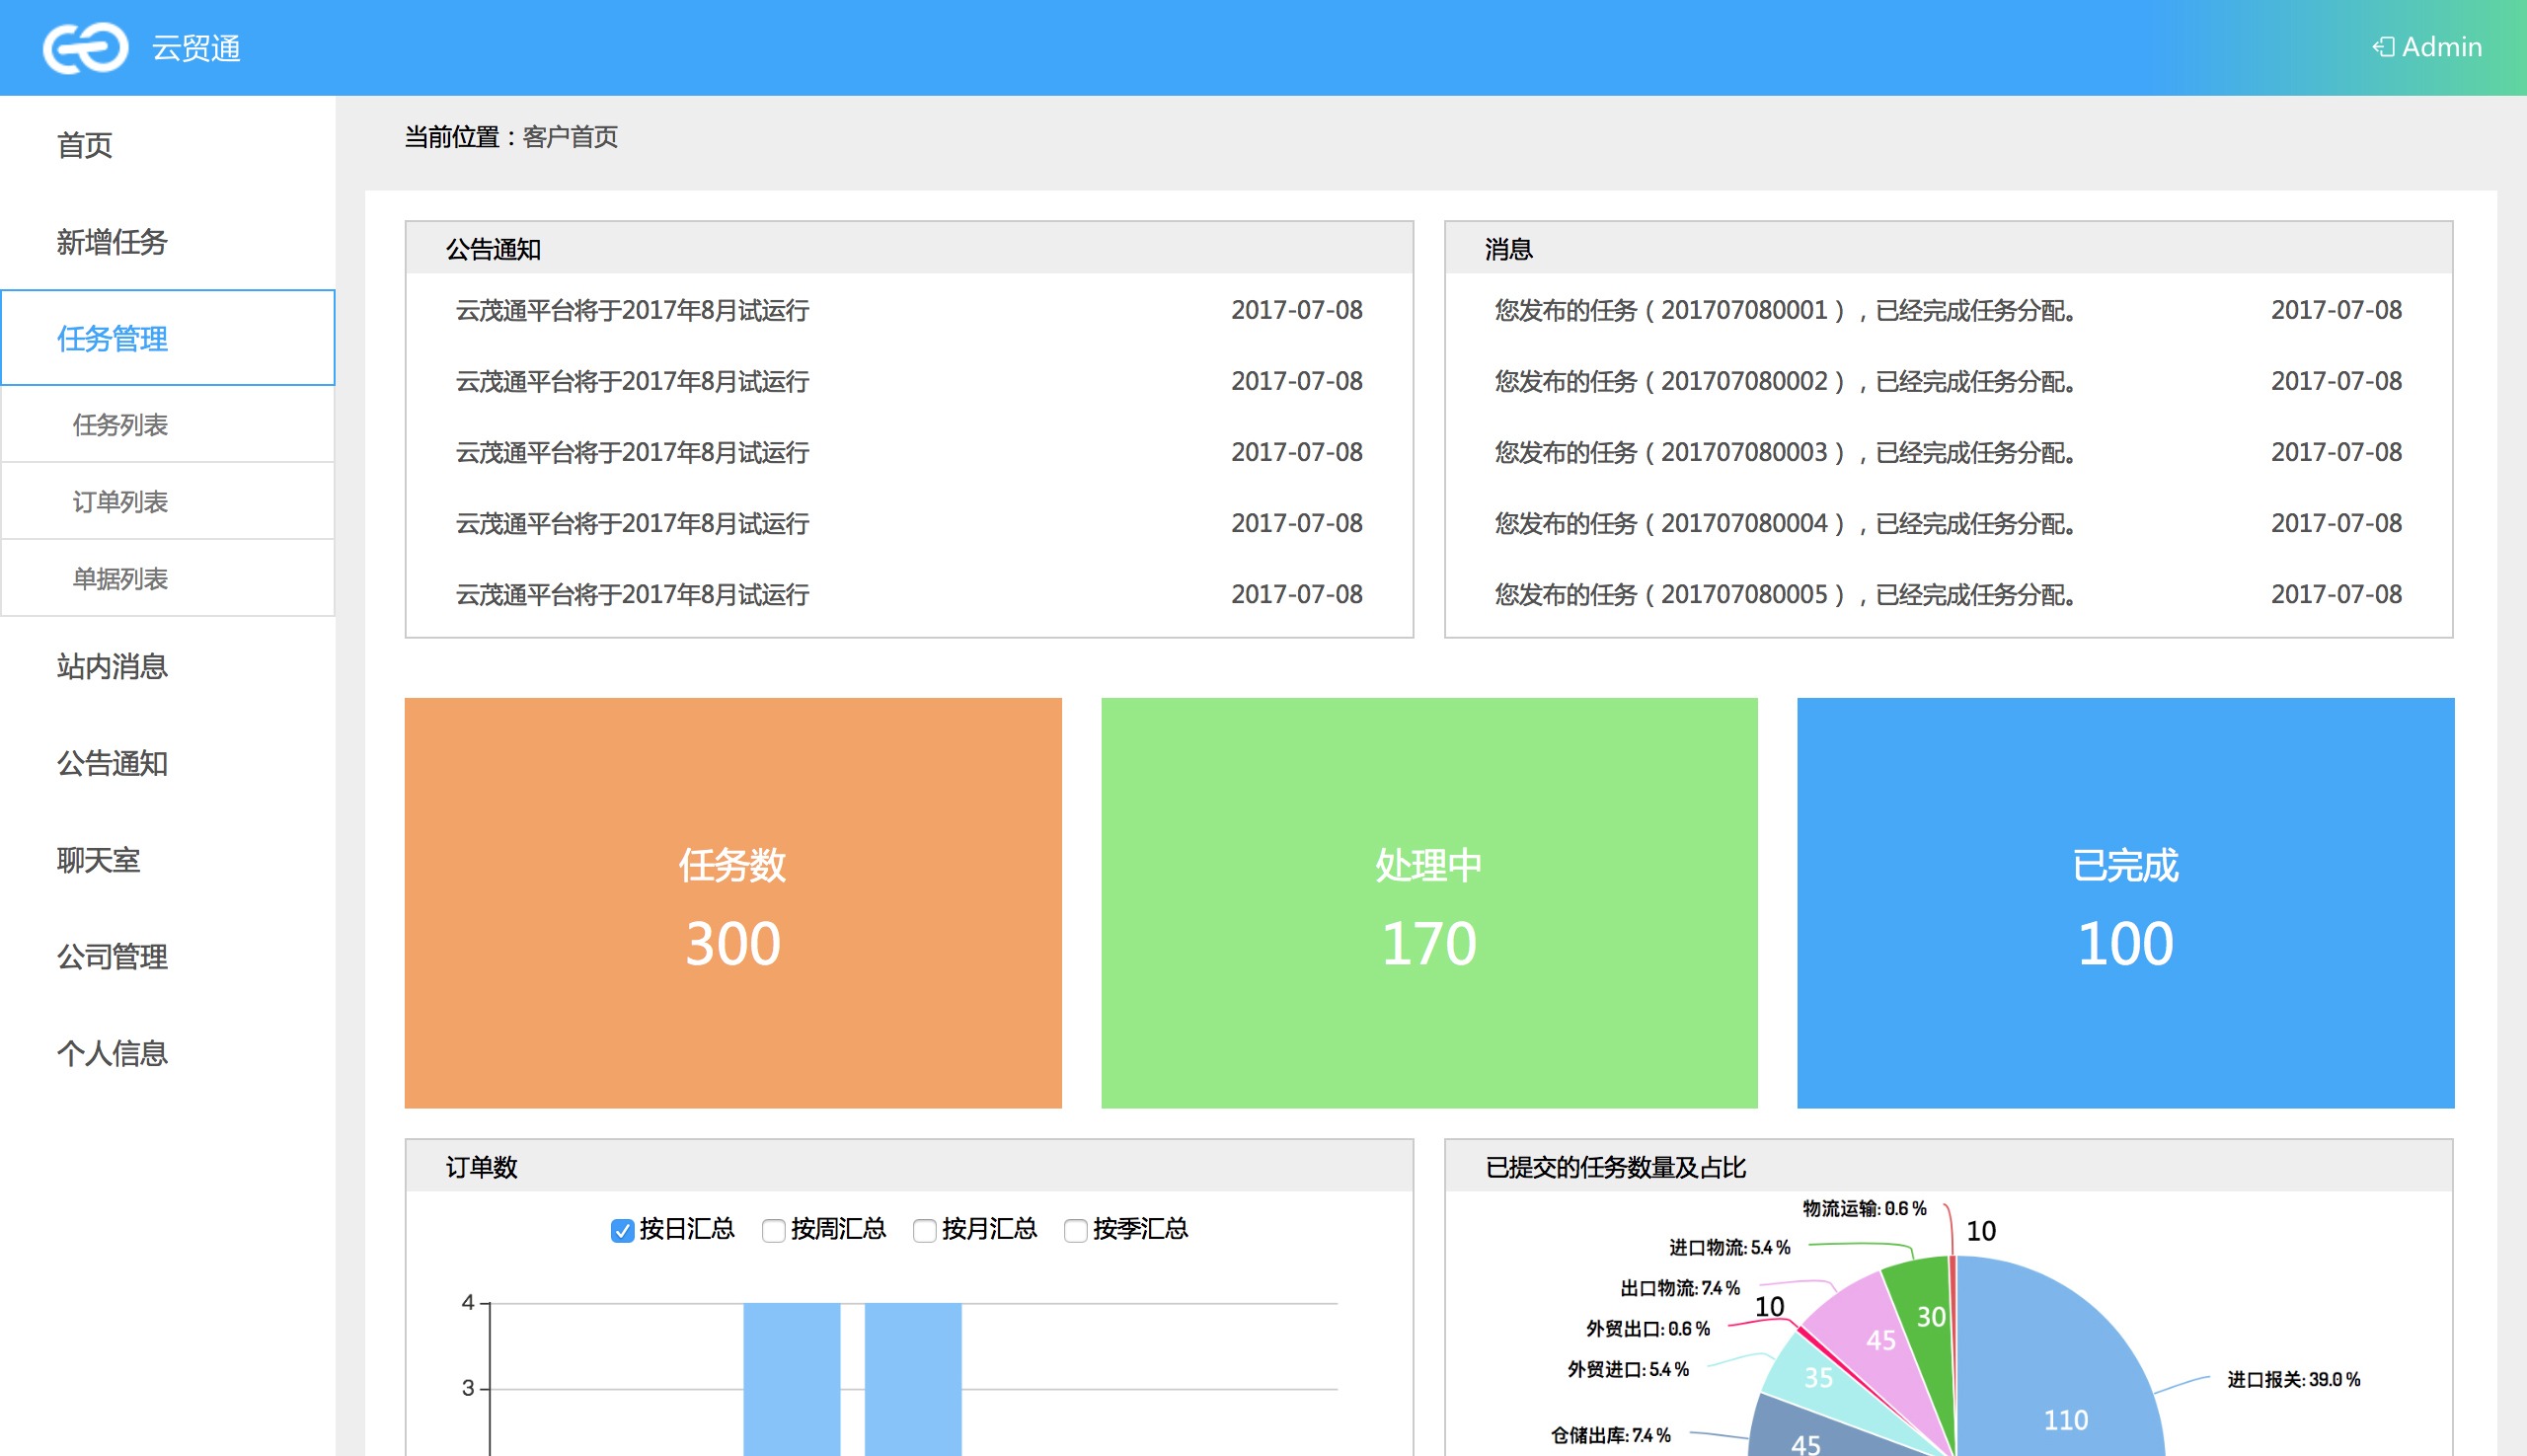 云贸通
Admin
首页
新增任务
任务管理
任务列表
订单列表
单据列表
站内消息
公告通知
聊天室
公司管理
个人信息
当前位置：客户首页
公告通知
云茂通平台将于2017年8月试运行 2017-07-08
云茂通平台将于2017年8月试运行 2017-07-08
云茂通平台将于2017年8月试运行 2017-07-08
云茂通平台将于2017年8月试运行 2017-07-08
云茂通平台将于2017年8月试运行 2017-07-08
消息
您发布的任务（201707080001），已经完成任务分配。 2017-07-08
您发布的任务（201707080002），已经完成任务分配。 2017-07-08
您发布的任务（201707080003），已经完成任务分配。 2017-07-08
您发布的任务（201707080004），已经完成任务分配。 2017-07-08
您发布的任务（201707080005），已经完成任务分配。 2017-07-08
任务数
300
处理中
170
已完成
100
订单数
按日汇总 按周汇总 按月汇总 按季汇总
4
3
已提交的任务数量及占比
物流运输: 0.6 %
10
进口物流: 5.4 %
出口物流: 7.4 %
10
30
外贸出口: 0.6 %
45
外贸进口: 5.4 %
35
进口报关: 39.0 %
110
仓储出库: 7.4 %
45